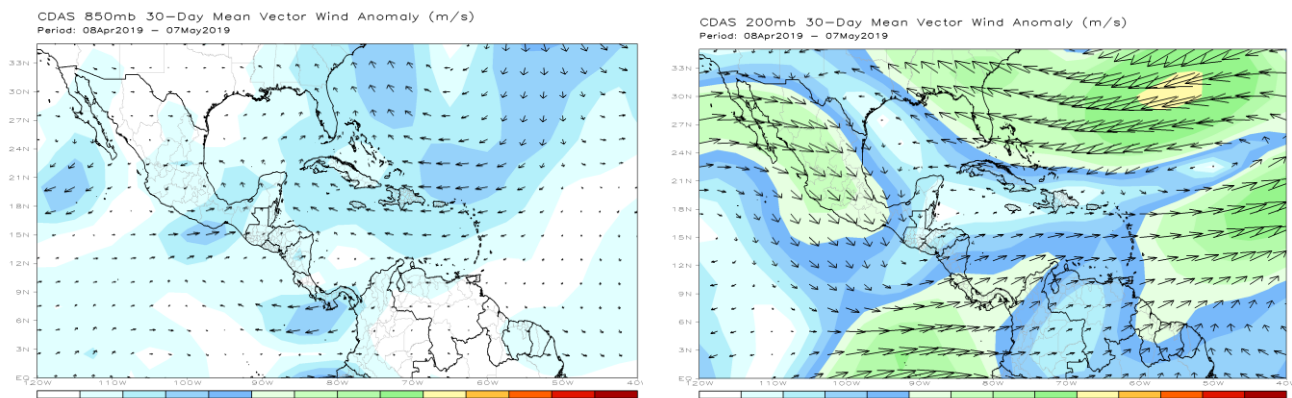 CDAS 850mb 30-Day Mean Vector Wind Anomaly (m/s)
Period: 08Apr2019 - 07May2019
33N
30N
27N
24N
21N
18N
15N
12N
9N
6N
3N
EQ
120W 110W 100W 90W 80W 70W 60W 50W 40W
CDAS 200mb 30-Day Mean Vector Wind Anomaly (m/s)
Period: 08Apr2019 - 07May2019
33N
30N
27N
24N
21N
18N
15N
12N
9N
6N
3N
EQ
120W 110W 100W 90W 80W 70W 60W 50W 40W